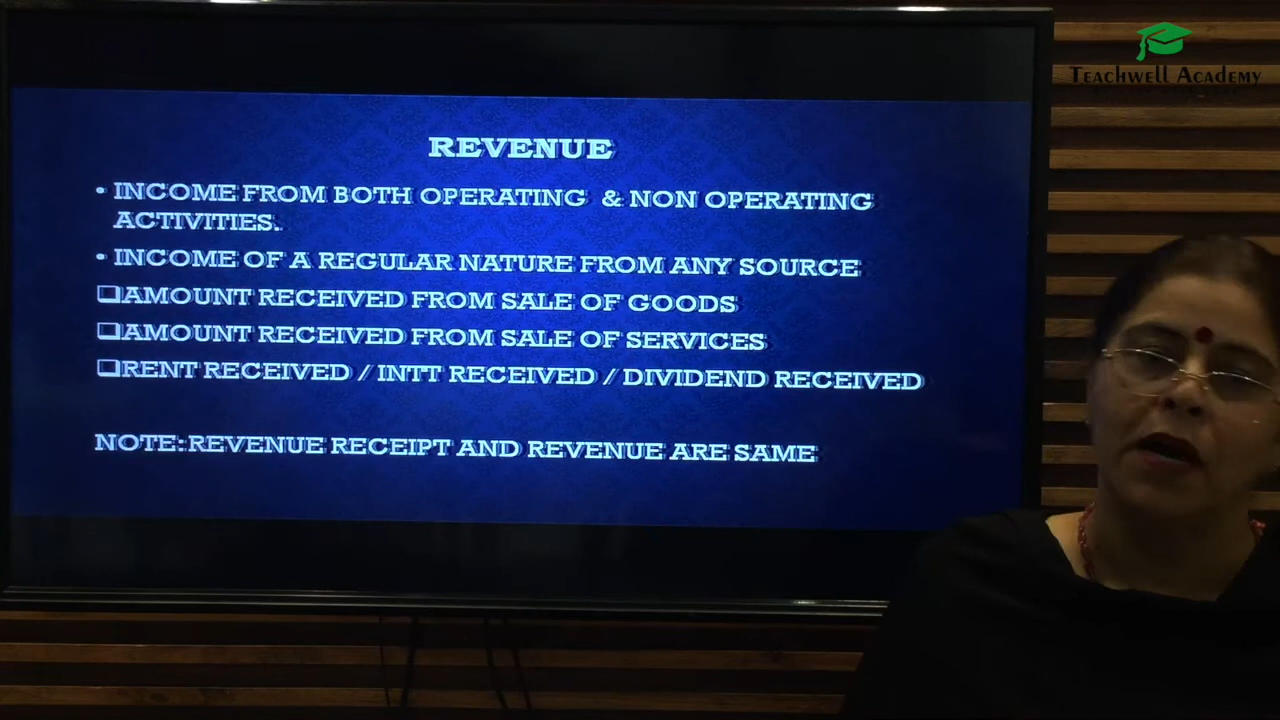 Teachwell Academy
REVENUE
• INCOME FROM BOTH OPERATING & NON OPERATING
ACTIVITIES.
• INCOME OF A REGULAR NATURE FROM ANY SOURCE
❑AMOUNT RECEIVED FROM SALE OF GOODS
❑AMOUNT RECEIVED FROM SALE OF SERVICES
❑RENT RECEIVED / INTT RECEIVED / DIVIDEND RECEIVED
NOTE:REVENUE RECEIPT AND REVENUE ARE SAME